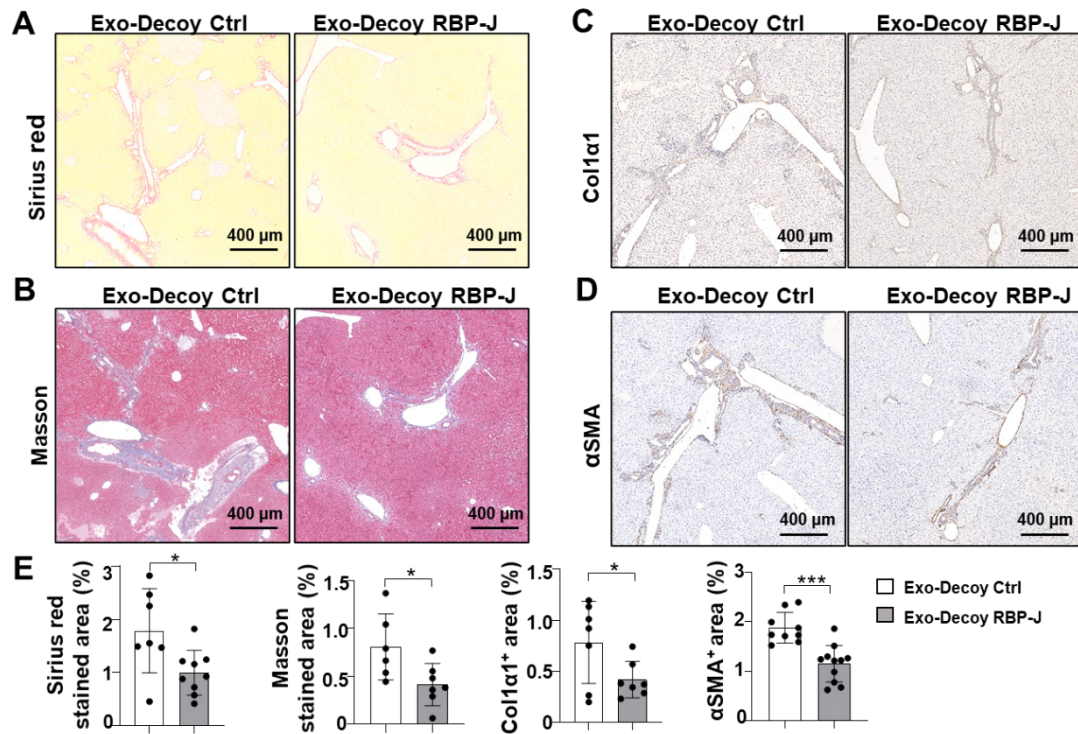 A
Exo-Decoy Ctrl
Exo-Decoy RBP-J
Sirius red
400 µm
400 µm
B
Exo-Decoy Ctrl
Exo-Decoy RBP-J
Masson
400 µm
400 µm
C
Exo-Decoy Ctrl
Exo-Decoy RBP-J
Col1α1
400 µm
400 µm
D
Exo-Decoy Ctrl
Exo-Decoy RBP-J
αSMA
400 µm
400 µm
E
Sirius red
stained area (%)
3
2
1
0
*
Masson
stained area (%)
1.5
1.0
0.5
0.0
*
Col1α1⁺ area (%)
1.5
1.0
0.5
0
*
αSMA⁺ area (%)
3
2
1
0
***
Exo-Decoy Ctrl
Exo-Decoy RBP-J